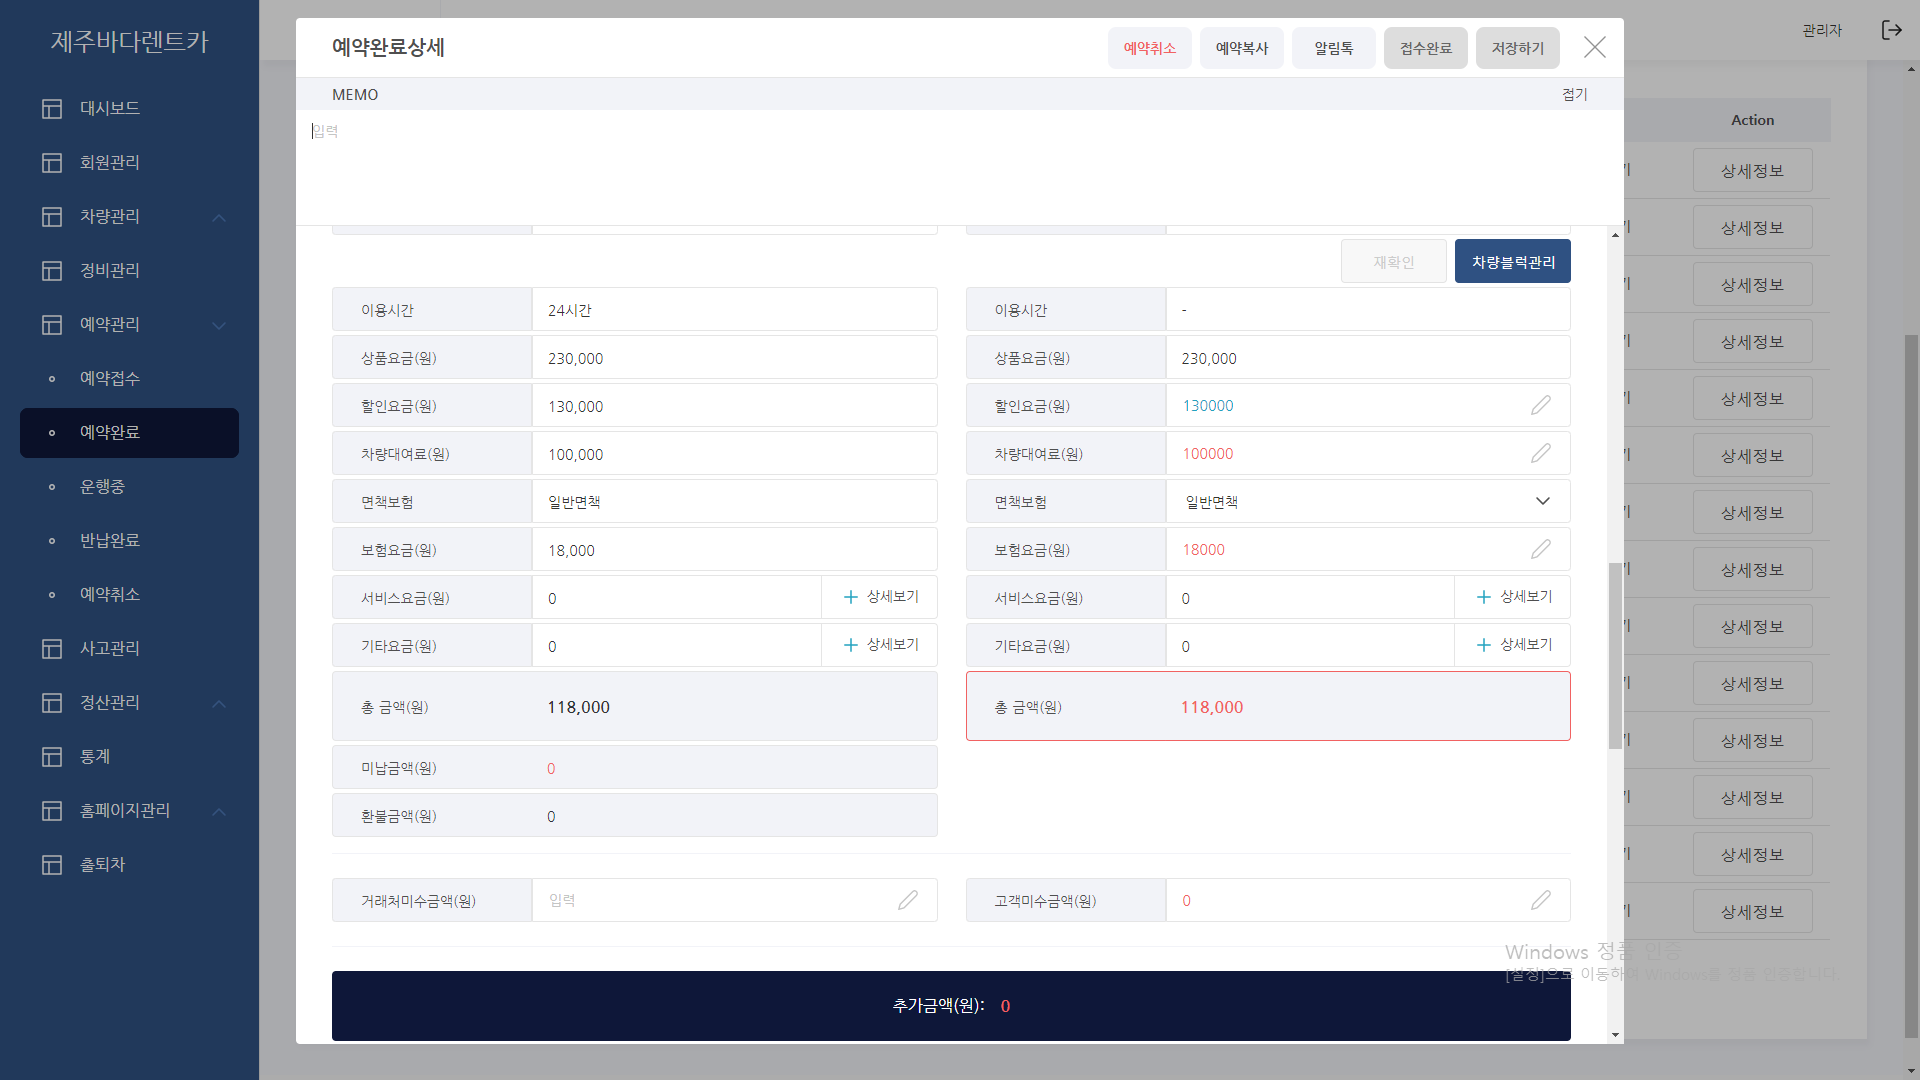 제주바다렌트카
대시보드
회원관리
차량관리
정비관리
예약관리
예약접수
예약완료
운행중
반납완료
예약취소
사고관리
정산관리
통계
홈페이지관리
출퇴차
관리자
예약완료상세
예약취소 예약복사 알림톡 접수완료 저장하기
MEMO 접기
입력
재확인 차량블럭관리
이용시간 24시간 이용시간 -
상품요금(원) 230,000 상품요금(원) 230,000
할인요금(원) 130,000 할인요금(원) 130000
차량대여료(원) 100,000 차량대여료(원) 100000
면책보험 일반면책 면책보험 일반면책
보험요금(원) 18,000 보험요금(원) 18000
서비스요금(원) 0 상세보기 서비스요금(원) 0 상세보기
기타요금(원) 0 상세보기 기타요금(원) 0 상세보기
총 금액(원) 118,000 총 금액(원) 118,000
미납금액(원) 0
환불금액(원) 0
거래처미수금액(원) 입력 고객미수금액(원) 0
추가금액(원): 0
Action
상세정보
상세정보
상세정보
상세정보
상세정보
상세정보
상세정보
상세정보
상세정보
상세정보
상세정보
상세정보
상세정보
상세정보
Windows 정품 인증
[설정]으로 이동하여 Windows를 정품 인증합니다.